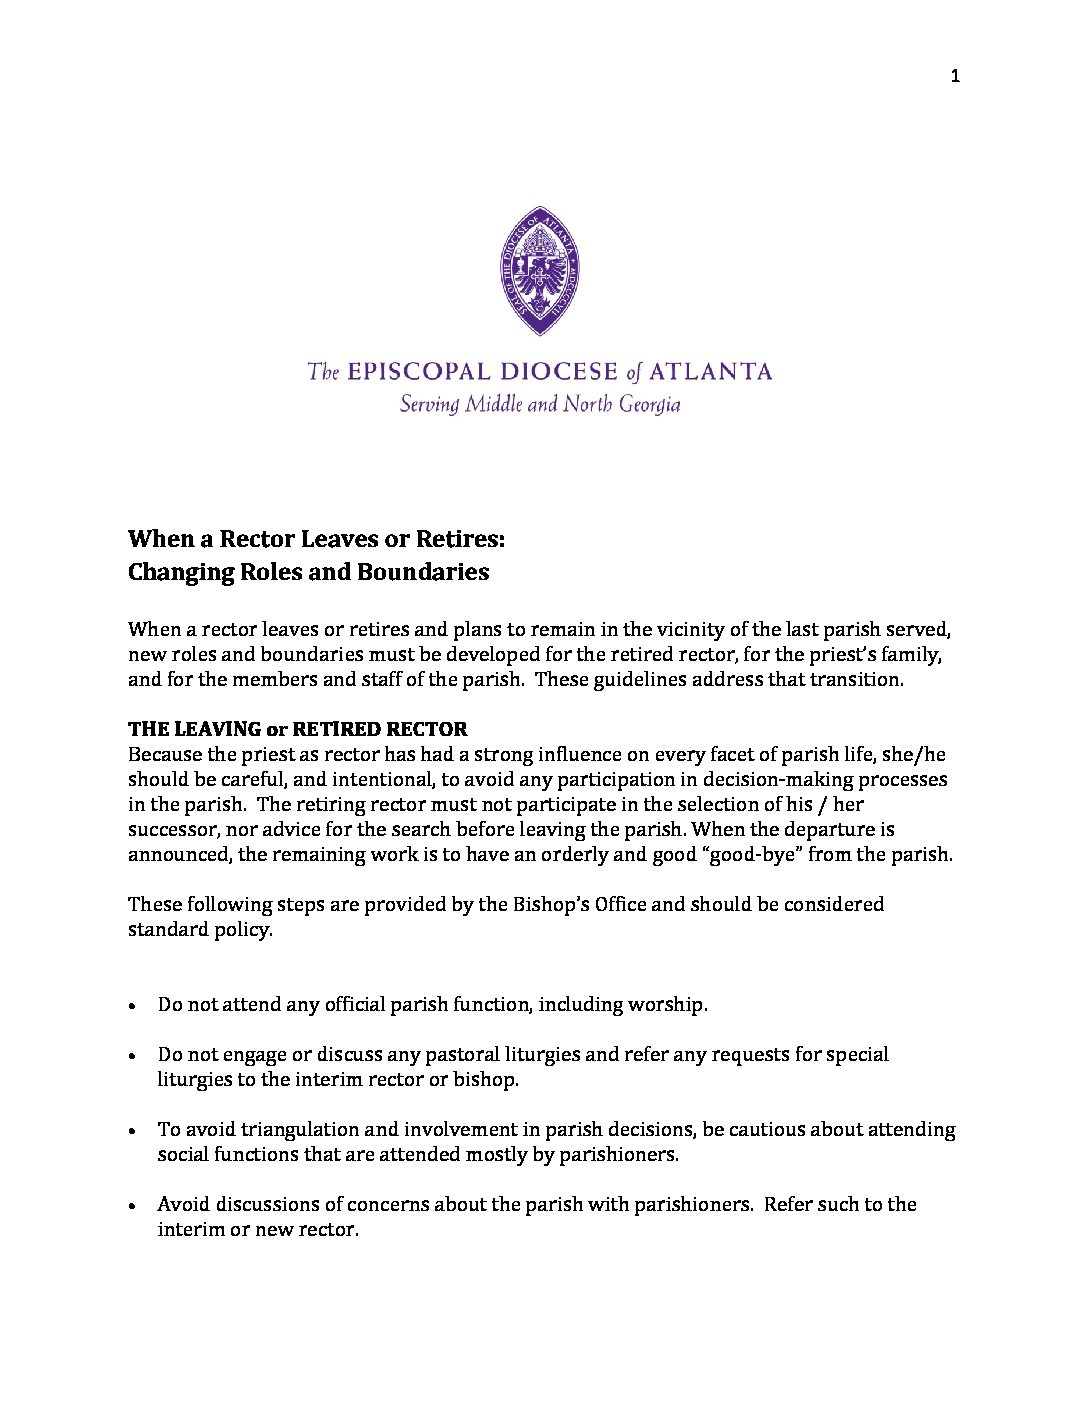 1
SEAL OF THE DIOCESE OF ATLANTA • MDCCCCVII
The EPISCOPAL DIOCESE of ATLANTA
Serving Middle and North Georgia
When a Rector Leaves or Retires:
Changing Roles and Boundaries
When a rector leaves or retires and plans to remain in the vicinity of the last parish served,
new roles and boundaries must be developed for the retired rector, for the priest’s family,
and for the members and staff of the parish.  These guidelines address that transition.
THE LEAVING or RETIRED RECTOR
Because the priest as rector has had a strong influence on every facet of parish life, she/he
should be careful, and intentional, to avoid any participation in decision-making processes
in the parish.  The retiring rector must not participate in the selection of his / her
successor, nor advice for the search before leaving the parish. When the departure is
announced, the remaining work is to have an orderly and good “good-bye” from the parish.
These following steps are provided by the Bishop’s Office and should be considered
standard policy.
• Do not attend any official parish function, including worship.
• Do not engage or discuss any pastoral liturgies and refer any requests for special
liturgies to the interim rector or bishop.
• To avoid triangulation and involvement in parish decisions, be cautious about attending
social functions that are attended mostly by parishioners.
• Avoid discussions of concerns about the parish with parishioners.  Refer such to the
interim or new rector.